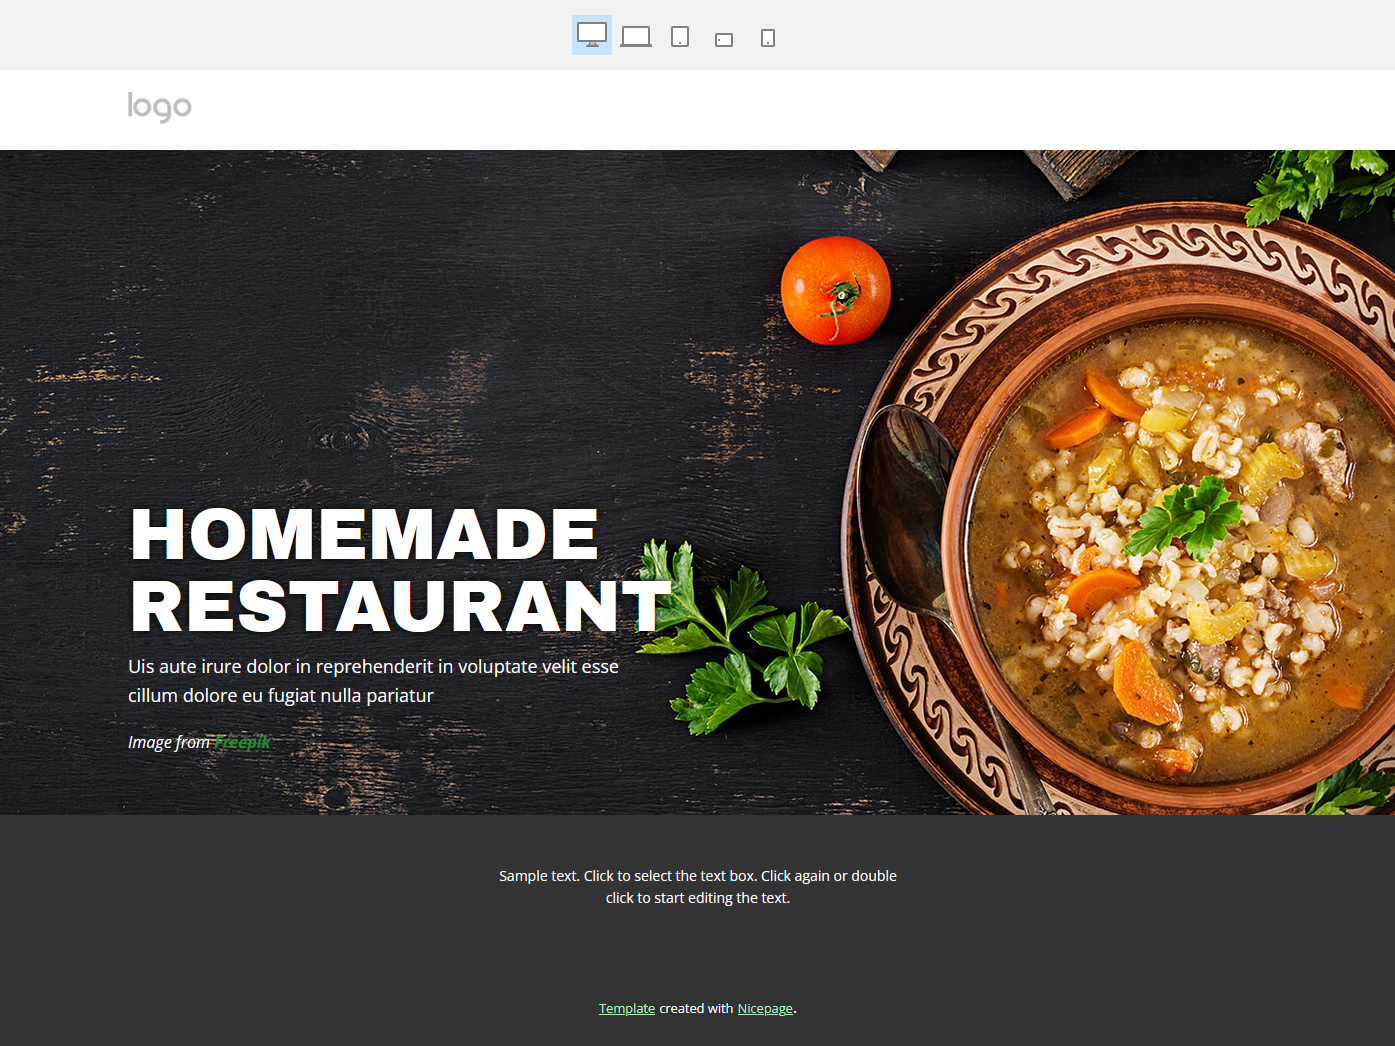 logo
HOMEMADE
RESTAURANT
Uis aute irure dolor in reprehenderit in voluptate velit esse
cillum dolore eu fugiat nulla pariatur
Image from Freepik
Sample text. Click to select the text box. Click again or double
click to start editing the text.
Template created with Nicepage.